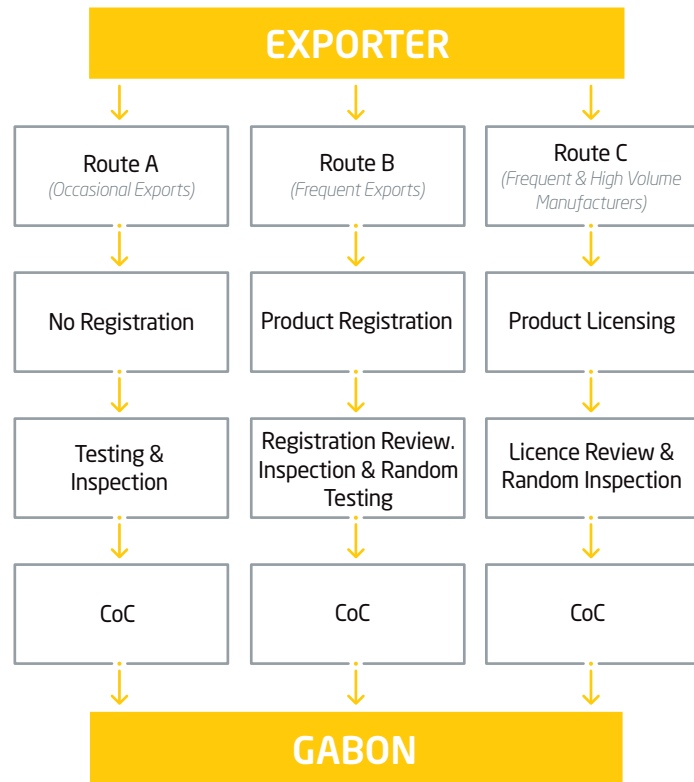 EXPORTER
Route A
(Occasional Exports)
Route B
(Frequent Exports)
Route C
(Frequent & High Volume
Manufacturers)
No Registration
Product Registration
Product Licensing
Testing &
Inspection
Registration Review.
Inspection & Random
Testing
Licence Review &
Random Inspection
CoC
CoC
CoC
GABON